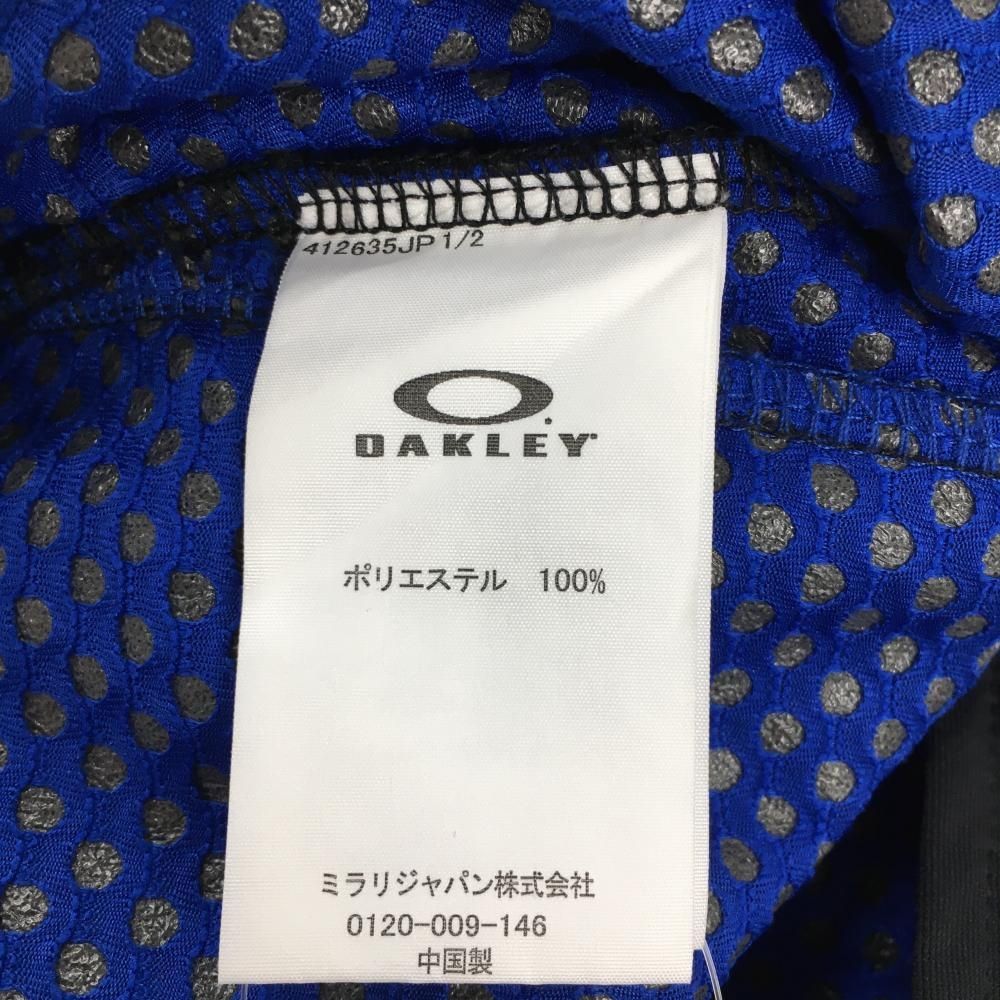 412635JP 1/2
OAKLEY
ポリエステル 100%
ミラリジャパン株式会社
0120-009-146
中国製